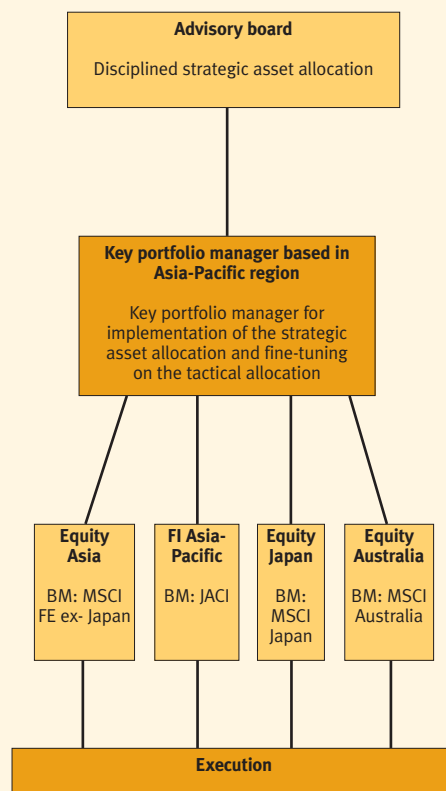 Advisory board
Disciplined strategic asset allocation
Key portfolio manager based in
Asia-Pacific region
Key portfolio manager for
implementation of the strategic
asset allocation and fine-tuning
on the tactical allocation
Equity
Asia
BM: MSCI
FE ex- Japan
FI Asia-
Pacific
BM: JACI
Equity
Japan
BM:
MSCI
Japan
Equity
Australia
BM: MSCI
Australia
Execution